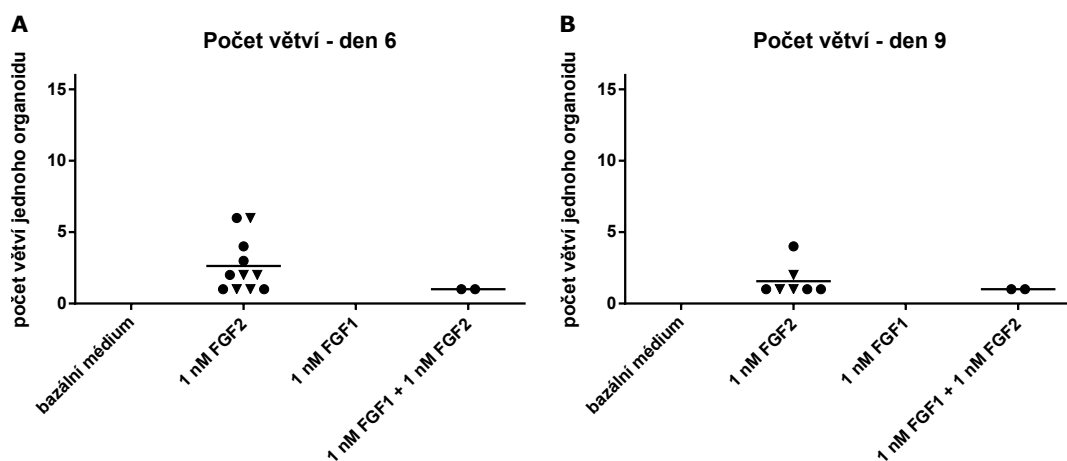 A
Počet větví - den 6
počet větví jednoho organoidu
15
10
5
0
bazální médium
1 nM FGF2
1 nM FGF1
1 nM FGF1 + 1 nM FGF2
B
Počet větví - den 9
počet větví jednoho organoidu
15
10
5
0
bazální médium
1 nM FGF2
1 nM FGF1
1 nM FGF1 + 1 nM FGF2